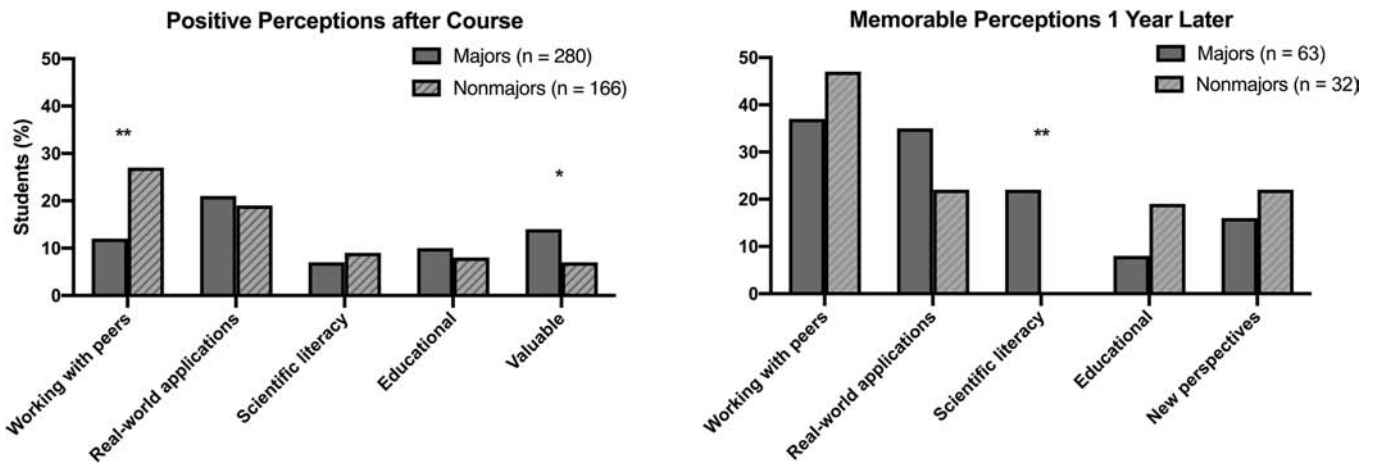 Positive Perceptions after Course
Majors (n = 280)
Nonmajors (n = 166)
Students (%)
50
40
30
20
10
0
**
*
Working with peers
Real-world applications
Scientific literacy
Educational
Valuable
Memorable Perceptions 1 Year Later
Majors (n = 63)
Nonmajors (n = 32)
50
40
30
20
10
0
**
Working with peers
Real-world applications
Scientific literacy
Educational
New perspectives